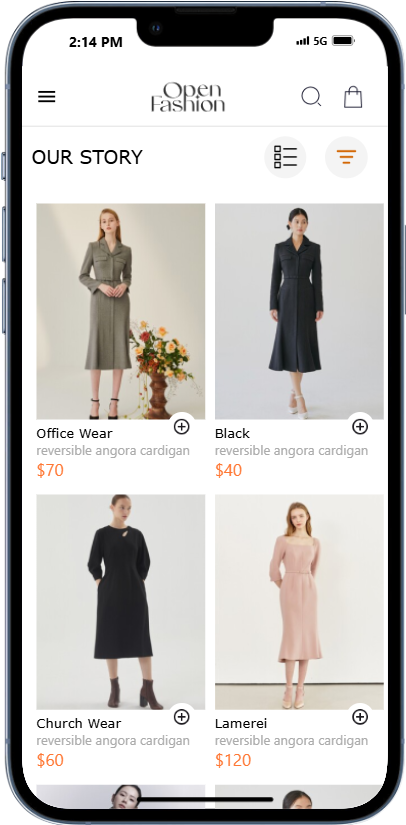 2:14 PM
5G
Open
Fashion
OUR STORY
Office Wear
reversible angora cardigan
$70
Black
reversible angora cardigan
$40
Church Wear
reversible angora cardigan
$60
Lamerei
reversible angora cardigan
$120